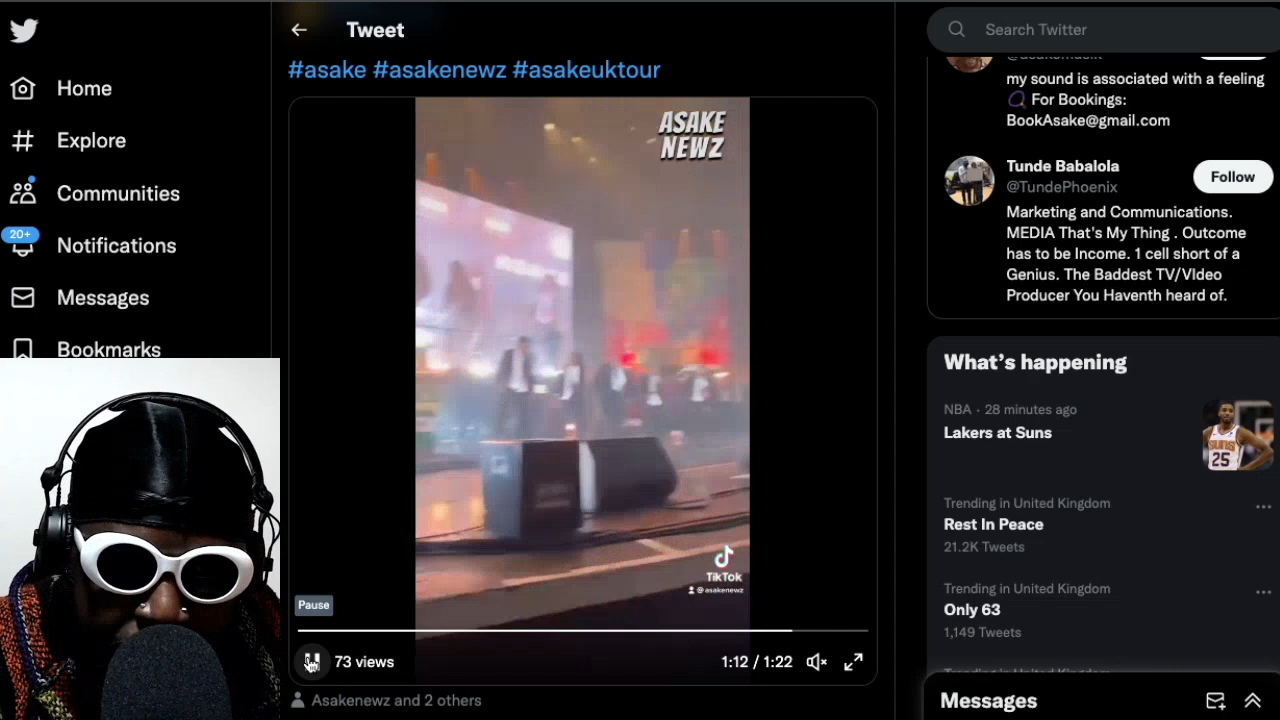 Home
Explore
Communities
20+
Notifications
Messages
Bookmarks
Tweet
#asake #asakenewz #asakeuktour
ASAKE
NEWZ
TikTok
@asakenewz
Pause
73 views
1:12 / 1:22
Asakenewz and 2 others
Search Twitter
my sound is associated with a feeling
For Bookings:
BookAsake@gmail.com
Tunde Babalola
@TundePhoenix
Follow
Marketing and Communications.
MEDIA That's My Thing . Outcome
has to be Income. 1 cell short of a
Genius. The Baddest TV/VIdeo
Producer You Haventh heard of.
What's happening
NBA · 28 minutes ago
Lakers at Suns
SUNS
25
Trending in United Kingdom
Rest In Peace
21.2K Tweets
Trending in United Kingdom
Only 63
1,149 Tweets
Messages